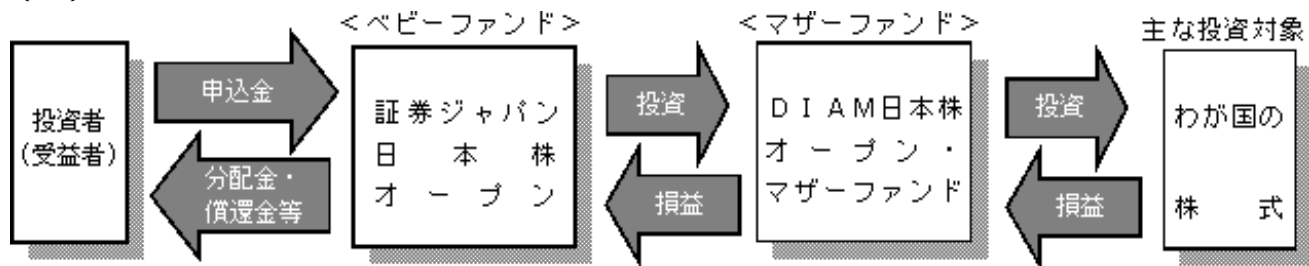 <ベビーファンド>
<マザーファンド>
主な投資対象
投資者
(受益者)
申込金
分配金・
償還金等
証券ジャパン
日本株
オープン
投資
損益
DIAM日本株
オープン・
マザーファンド
投資
損益
わが国の
株式